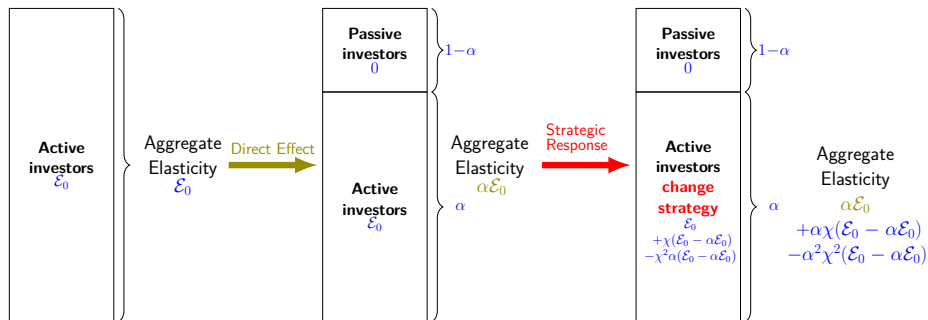 Active
investors
ℰ₀
Aggregate
Elasticity
ℰ₀
Direct Effect
Passive
investors
0
1−α
Active
investors
ℰ₀
α
Aggregate
Elasticity
αℰ₀
Strategic
Response
Passive
investors
0
1−α
Active
investors
change
strategy
ℰ₀
+χ(ℰ₀ − αℰ₀)
−χ²α(ℰ₀ − αℰ₀)
α
Aggregate
Elasticity
αℰ₀
+αχ(ℰ₀ − αℰ₀)
−α²χ²(ℰ₀ − αℰ₀)